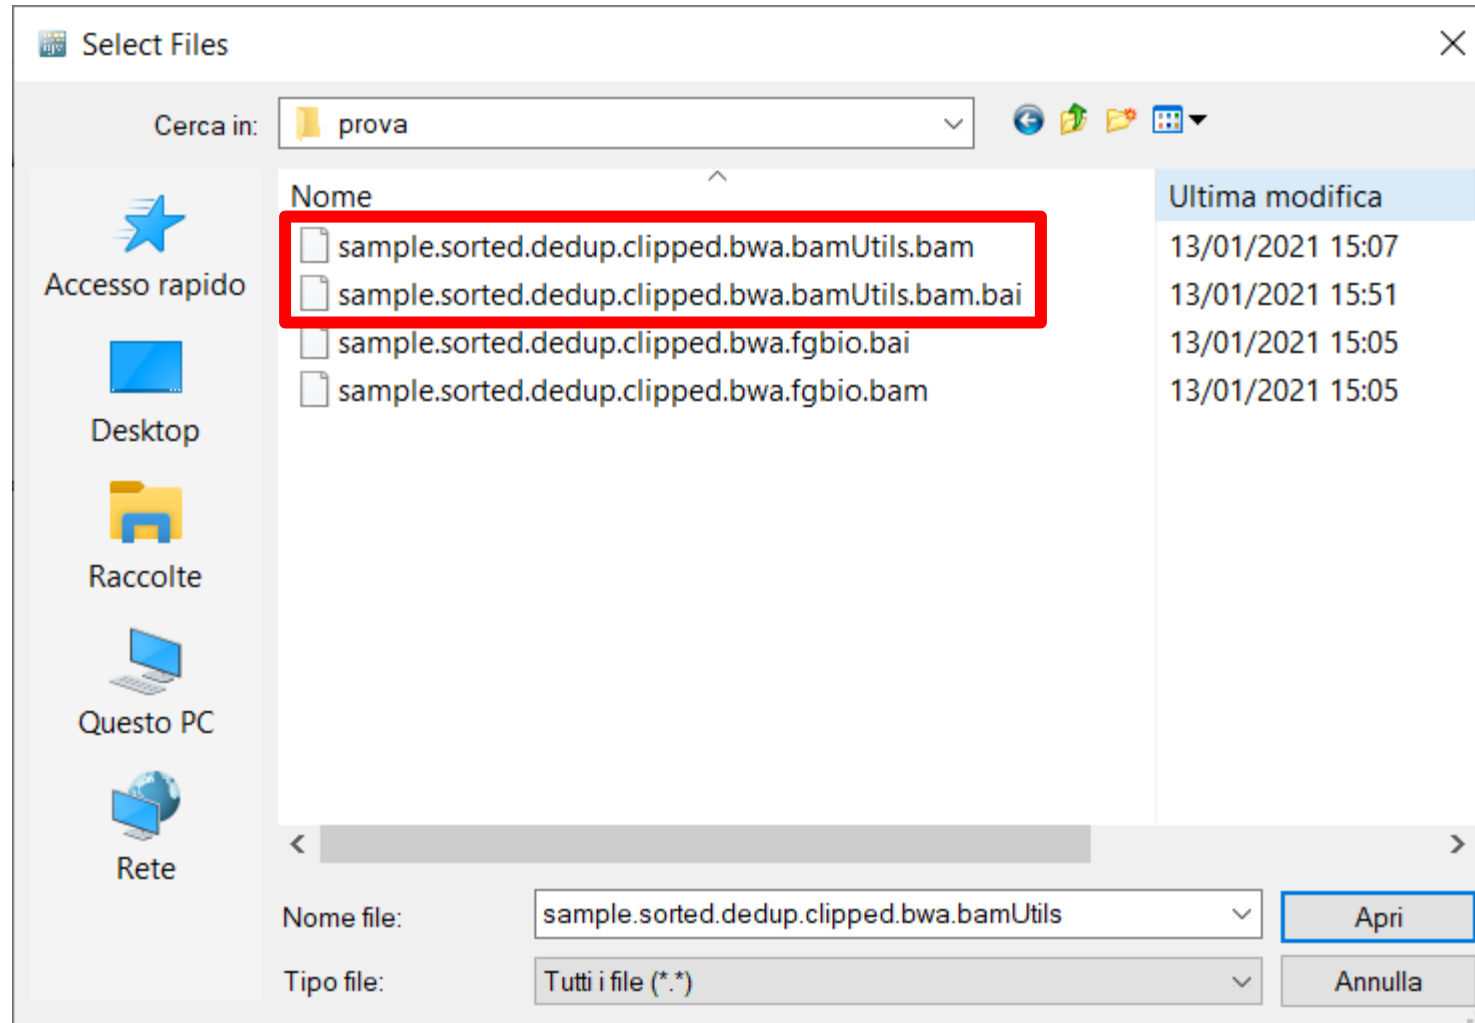 Select Files
Cerca in: prova
Nome Ultima modifica
sample.sorted.dedup.clipped.bwa.bamUtils.bam 13/01/2021 15:07
sample.sorted.dedup.clipped.bwa.bamUtils.bam.bai 13/01/2021 15:51
sample.sorted.dedup.clipped.bwa.fgbio.bai 13/01/2021 15:05
sample.sorted.dedup.clipped.bwa.fgbio.bam 13/01/2021 15:05
Accesso rapido
Desktop
Raccolte
Questo PC
Rete
Nome file: sample.sorted.dedup.clipped.bwa.bamUtils Apri
Tipo file: Tutti i file (*.*) Annulla